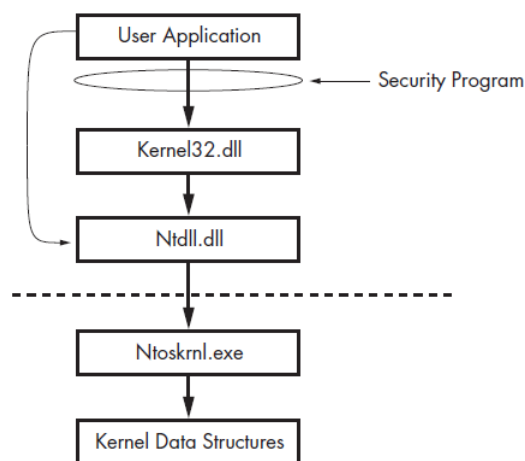 User Application
Security Program
Kernel32.dll
Ntdll.dll
Ntoskrnl.exe
Kernel Data Structures